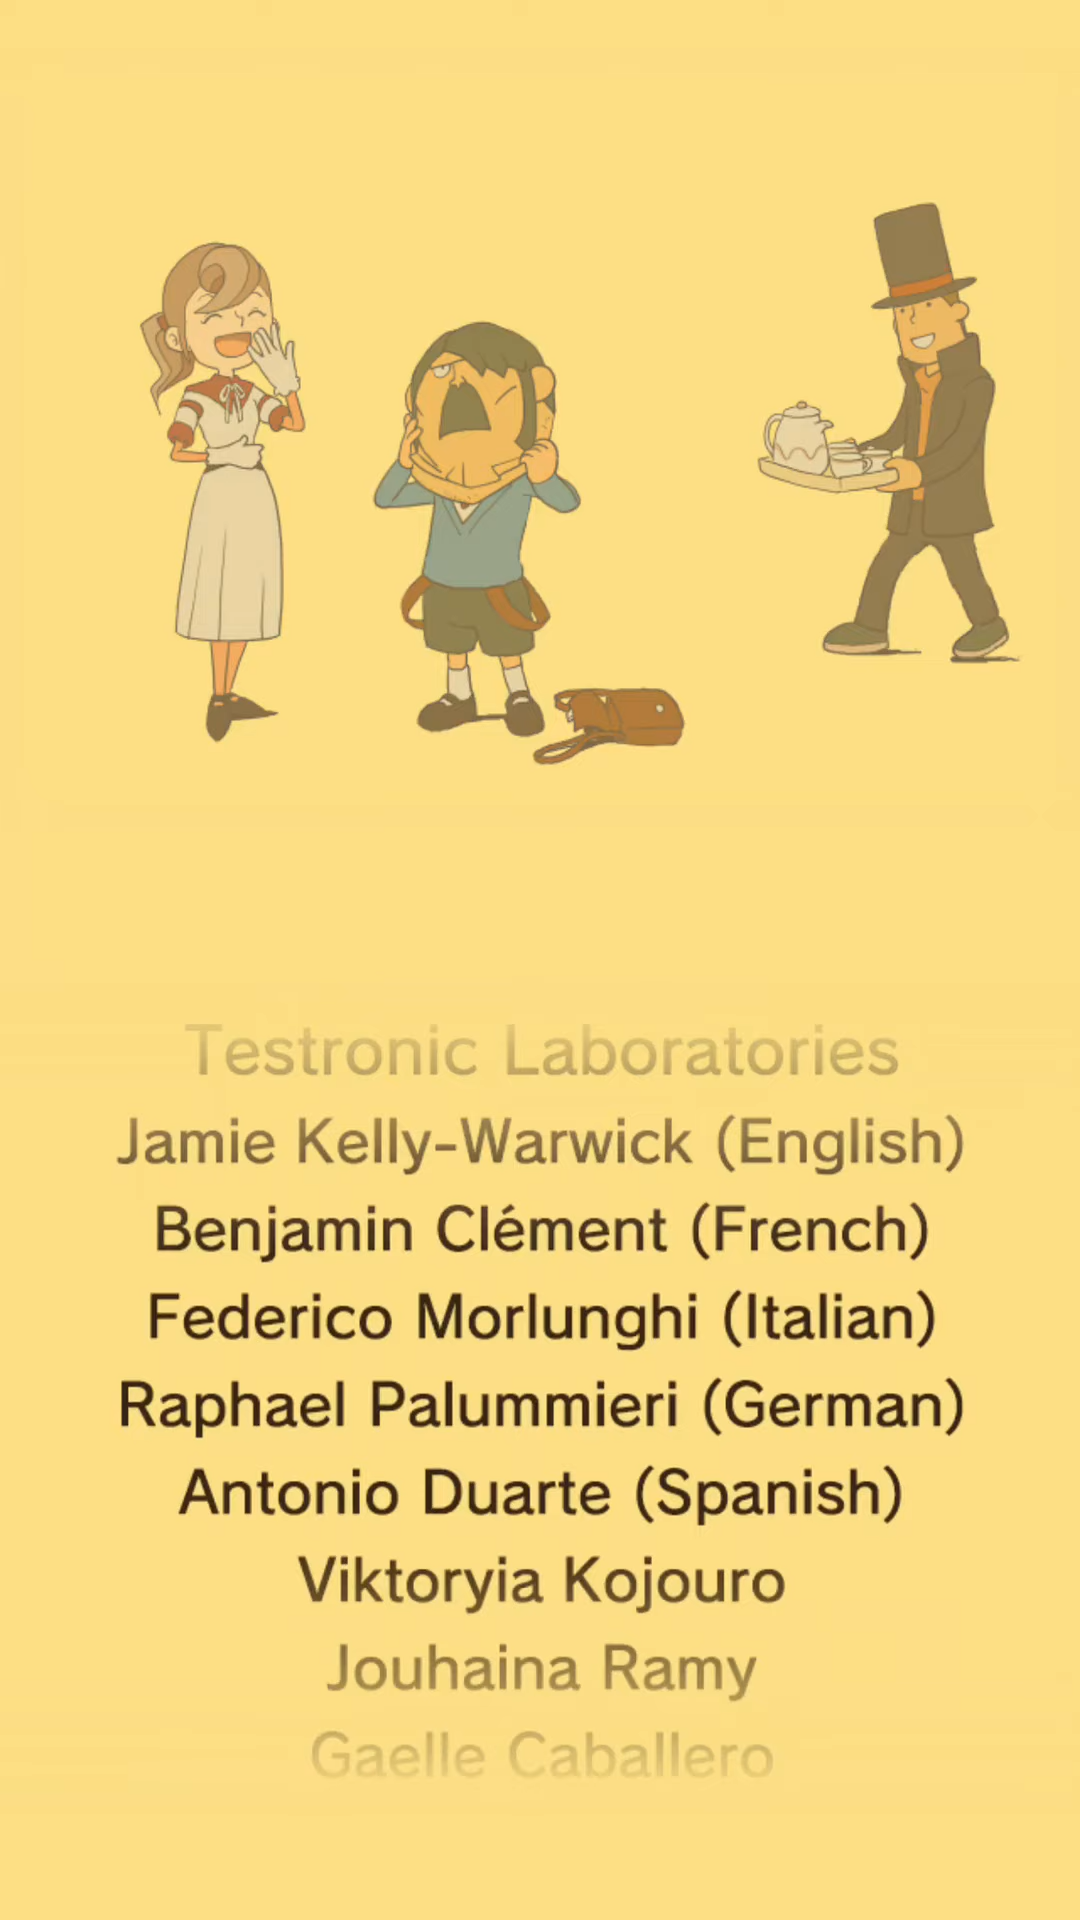 Testronic Laboratories
Jamie Kelly-Warwick (English)
Benjamin Clément (French)
Federico Morlunghi (Italian)
Raphael Palummieri (German)
Antonio Duarte (Spanish)
Viktoryia Kojouro
Jouhaina Ramy
Gaelle Caballero